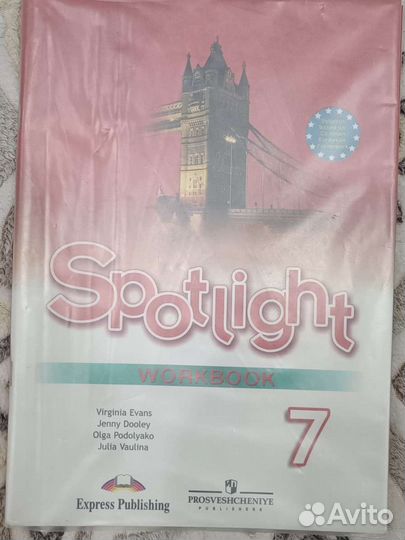 Spotlight
WORKBOOK
Virginia Evans
Jenny Dooley
Olga Podolyako
Julia Vaulina
7
Express Publishing
PROSVESHCHENIYE
PUBLISHERS
Avito